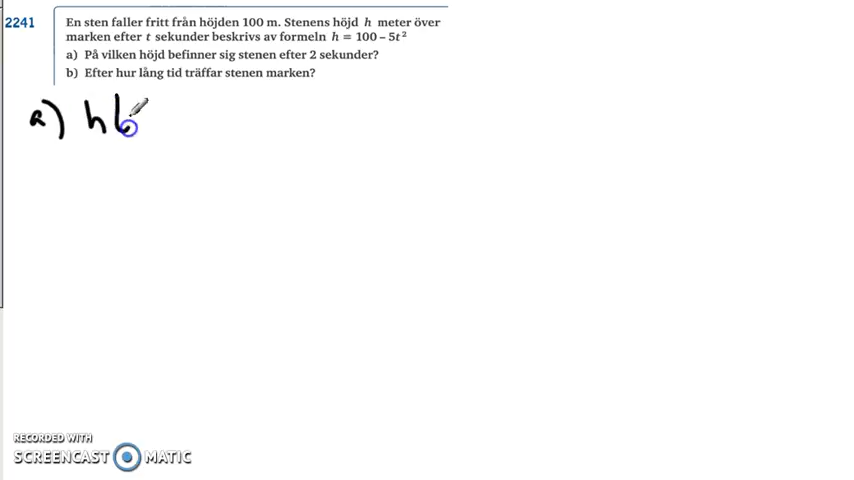 2241
En sten faller fritt från höjden 100 m. Stenens höjd h meter över
marken efter t sekunder beskrivs av formeln h = 100 – 5t²
a) På vilken höjd befinner sig stenen efter 2 sekunder?
b) Efter hur lång tid träffar stenen marken?
a) h
RECORDED WITH
SCREENCAST MATIC